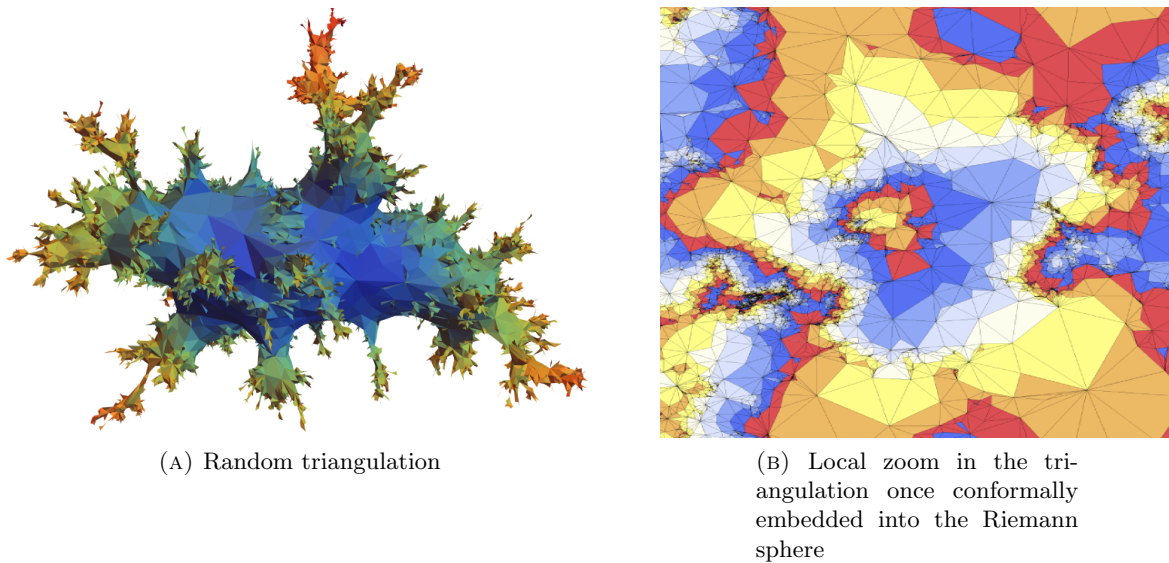 (A) Random triangulation
(B) Local zoom in the tri-
angulation once conformally
embedded into the Riemann
sphere